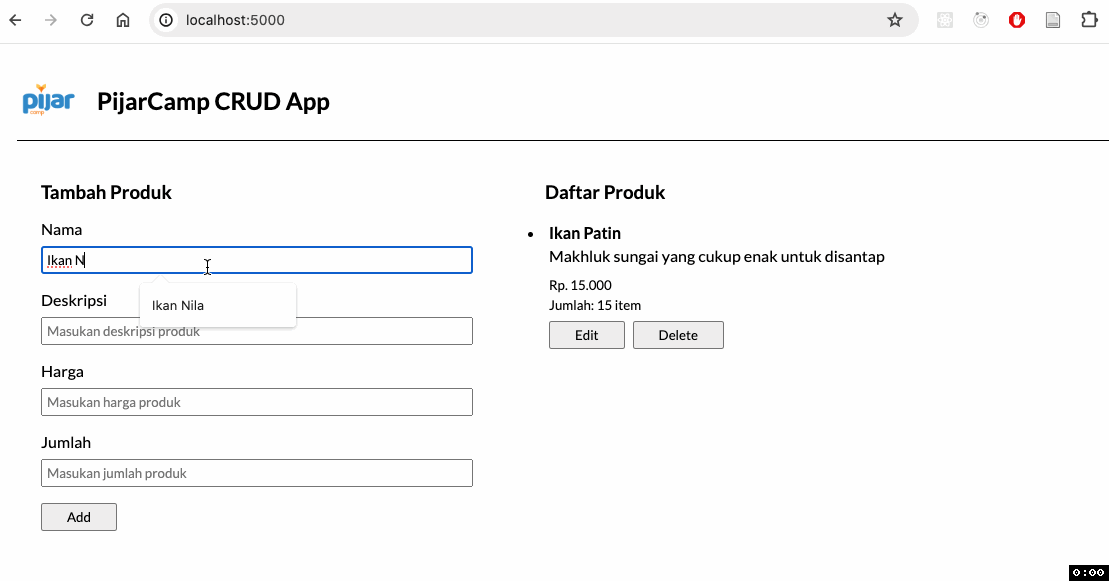 localhost:5000
pijar
camp
PijarCamp CRUD App
Tambah Produk
Nama
Ikan N
Ikan Nila
Deskripsi
Masukan deskripsi produk
Harga
Masukan harga produk
Jumlah
Masukan jumlah produk
Add
Daftar Produk
Ikan Patin
Makhluk sungai yang cukup enak untuk disantap
Rp. 15.000
Jumlah: 15 item
Edit
Delete
0:00